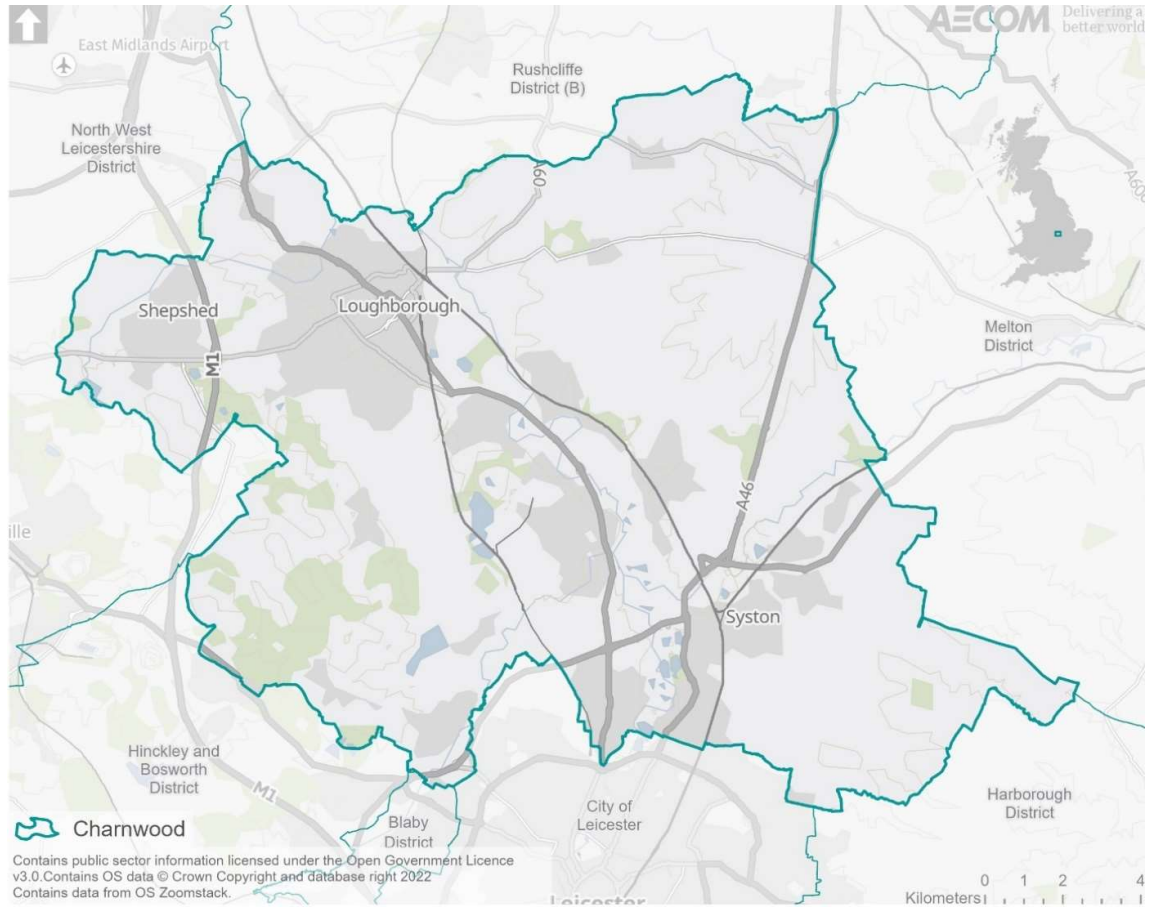 AECOM
Delivering a
better world
East Midlands Airport
Rushcliffe
District (B)
North West
Leicestershire
District
A60
A606
Shepshed
Loughborough
M1
Melton
District
A46
ille
Syston
Hinckley and
Bosworth
District
M1
City of
Leicester
Harborough
District
Blaby
District
Charnwood
Contains public sector information licensed under the Open Government Licence
v3.0.Contains OS data © Crown Copyright and database right 2022
Contains data from OS Zoomstack.
Leicester
Kilometers
0 1 2 4